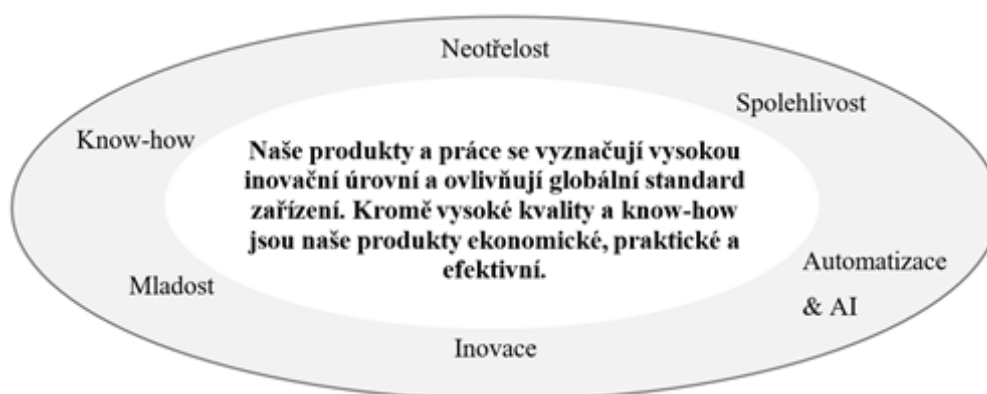 Neotřelost
Spolehlivost
Know-how
Naše produkty a práce se vyznačují vysokou
inovační úrovní a ovlivňují globální standard
zařízení. Kromě vysoké kvality a know-how
jsou naše produkty ekonomické, praktické a
efektivní.
Automatizace
& AI
Mladost
Inovace